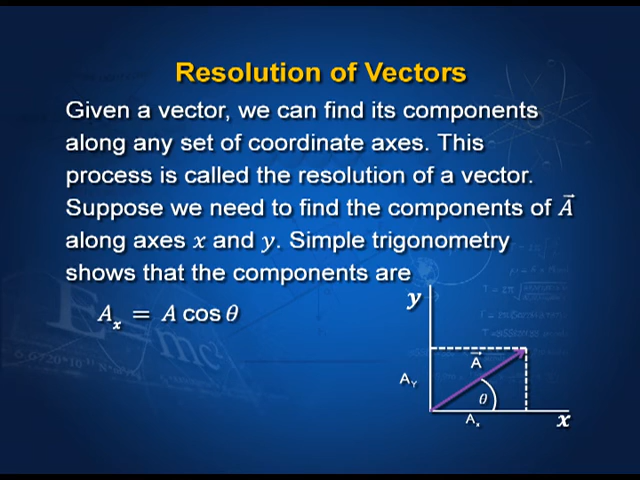 Resolution of Vectors
Given a vector, we can find its components
along any set of coordinate axes. This
process is called the resolution of a vector.
Suppose we need to find the components of A⃗
along axes x and y. Simple trigonometry
shows that the components are
Aₓ = A cos θ
y
A⃗
A_Y
θ
Aₓ
x
E=mc²